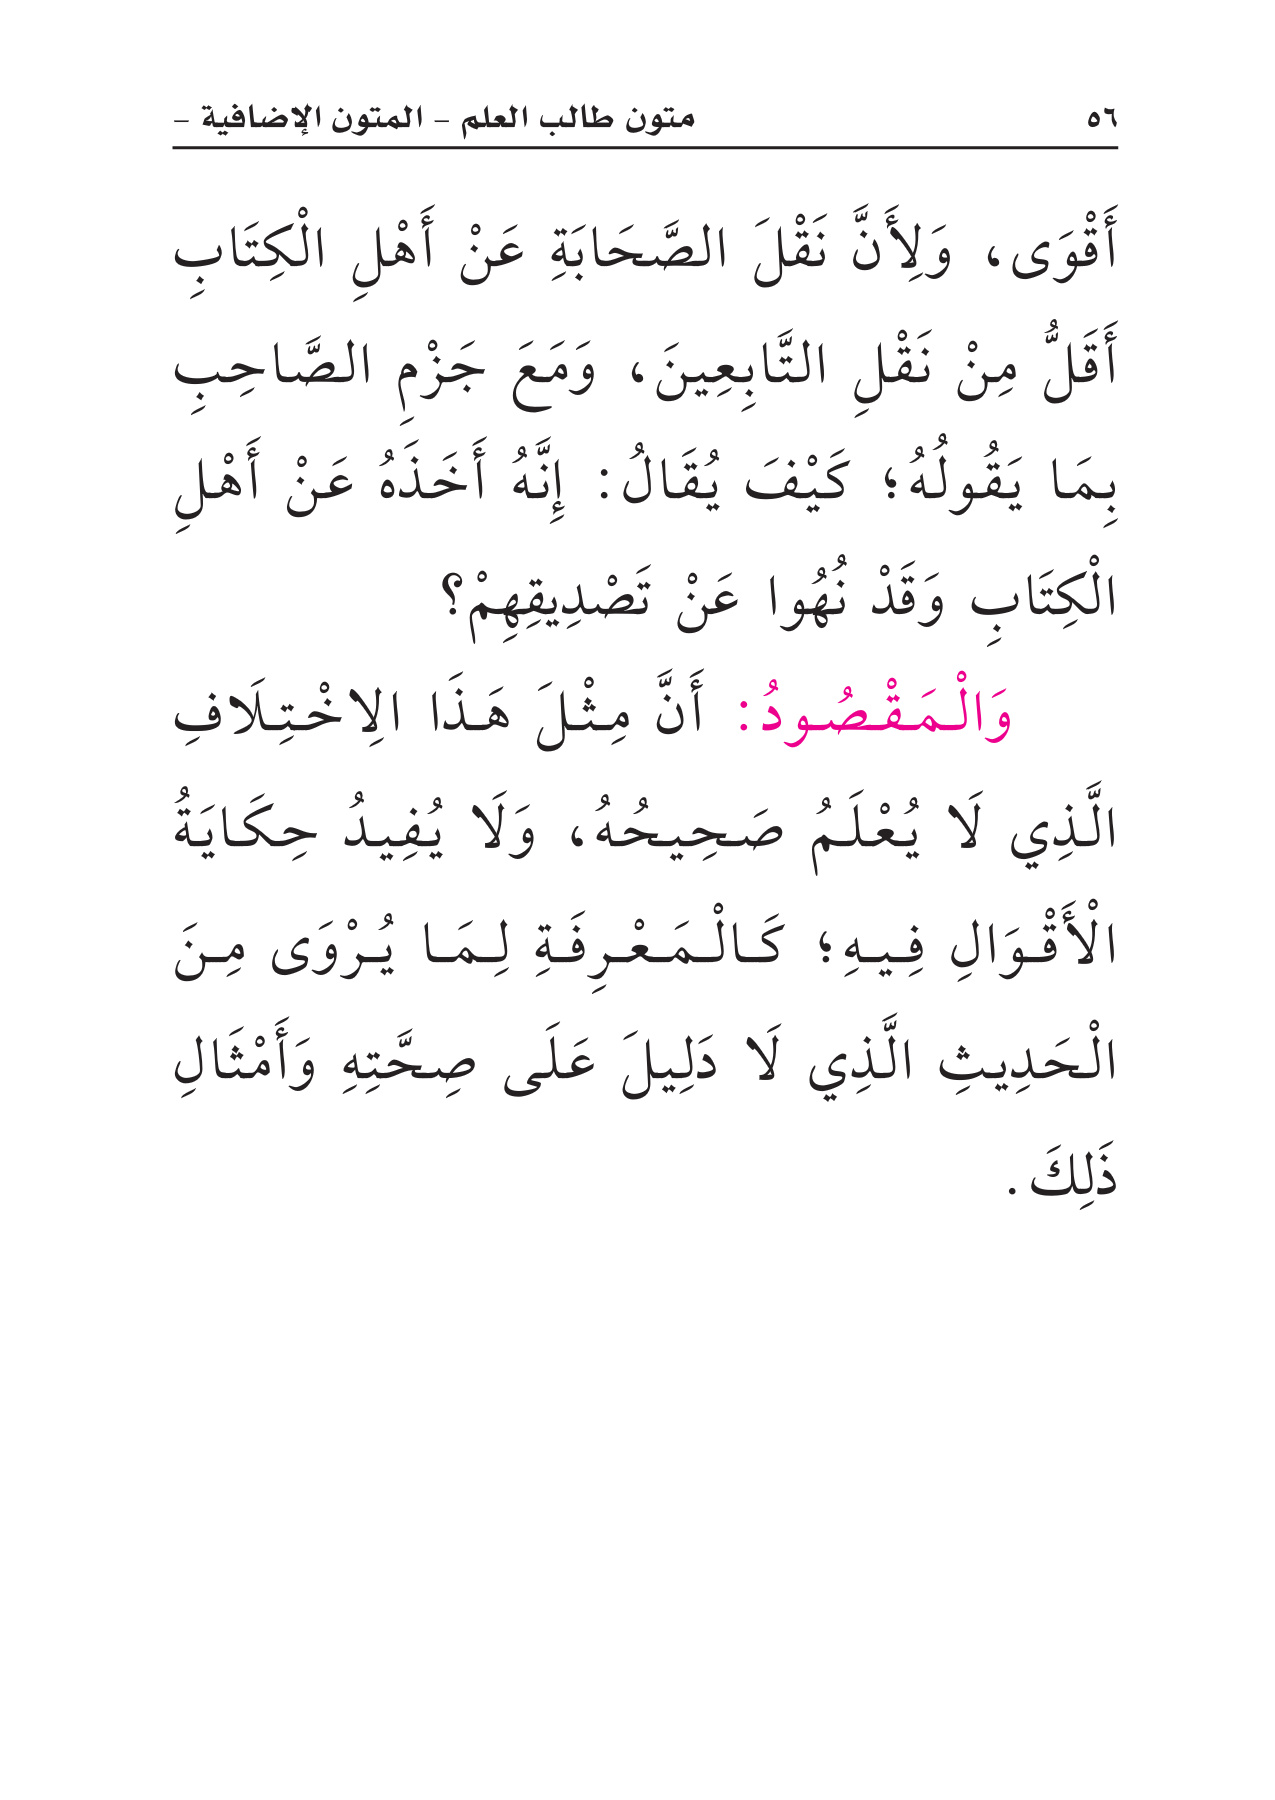 ٥٦ متون طالب العلم – المتون الإضافية –
أَقْوَى، وَلِأَنَّ نَقْلَ الصَّحَابَةِ عَنْ أَهْلِ الْكِتَابِ
أَقَلُّ مِنْ نَقْلِ التَّابِعِينَ، وَمَعَ جَزْمِ الصَّاحِبِ
بِمَا يَقُولُهُ؛ كَيْفَ يُقَالُ: إِنَّهُ أَخَذَهُ عَنْ أَهْلِ
الْكِتَابِ وَقَدْ نُهُوا عَنْ تَصْدِيقِهِمْ؟
وَالْمَقْصُودُ: أَنَّ مِثْلَ هَذَا الِاخْتِلَافِ
الَّذِي لَا يُعْلَمُ صَحِيحُهُ، وَلَا يُفِيدُ حِكَايَةُ
الْأَقْوَالِ فِيهِ؛ كَالْمَعْرِفَةِ لِمَا يُرْوَى مِنَ
الْحَدِيثِ الَّذِي لَا دَلِيلَ عَلَى صِحَّتِهِ وَأَمْثَالِ
ذَلِكَ.